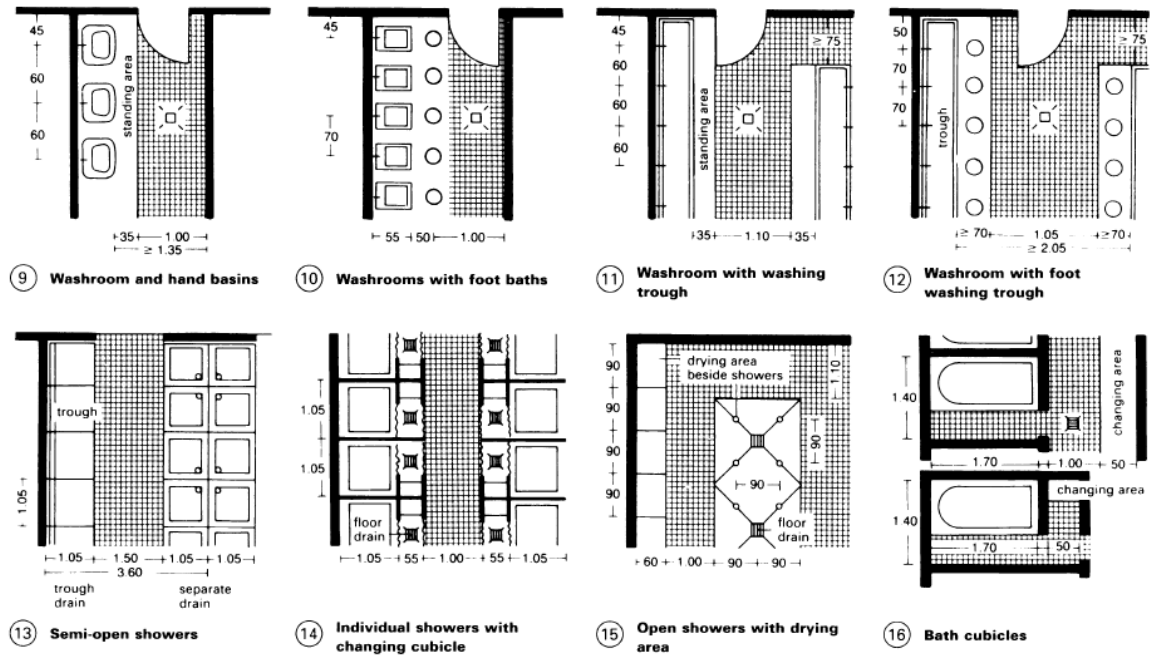 45
60
60
standing area
35 1.00
≥ 1.35
9 Washroom and hand basins
45
70
55 50 1.00
10 Washrooms with foot baths
45
60
60
60
standing area
≥ 75
35 1.10 35
11 Washroom with washing
trough
50
70
70
trough
≥ 75
≥ 70 1.05 ≥70
≥ 2.05
12 Washroom with foot
washing trough
trough
1.05
1.05 1.50 1.05 1.05
3.60
trough
drain
separate
drain
13 Semi-open showers
1.05
1.05
floor
drain
1.05 55 1.00 55 1.05
14 Individual showers with
changing cubicle
drying area
beside showers
90
90
90
90
1.10
90
90
floor
drain
60 1.00 90 90
15 Open showers with drying
area
1 40
changing area
1.70 1.00 50
changing area
1 40
1.70 50
16 Bath cubicles